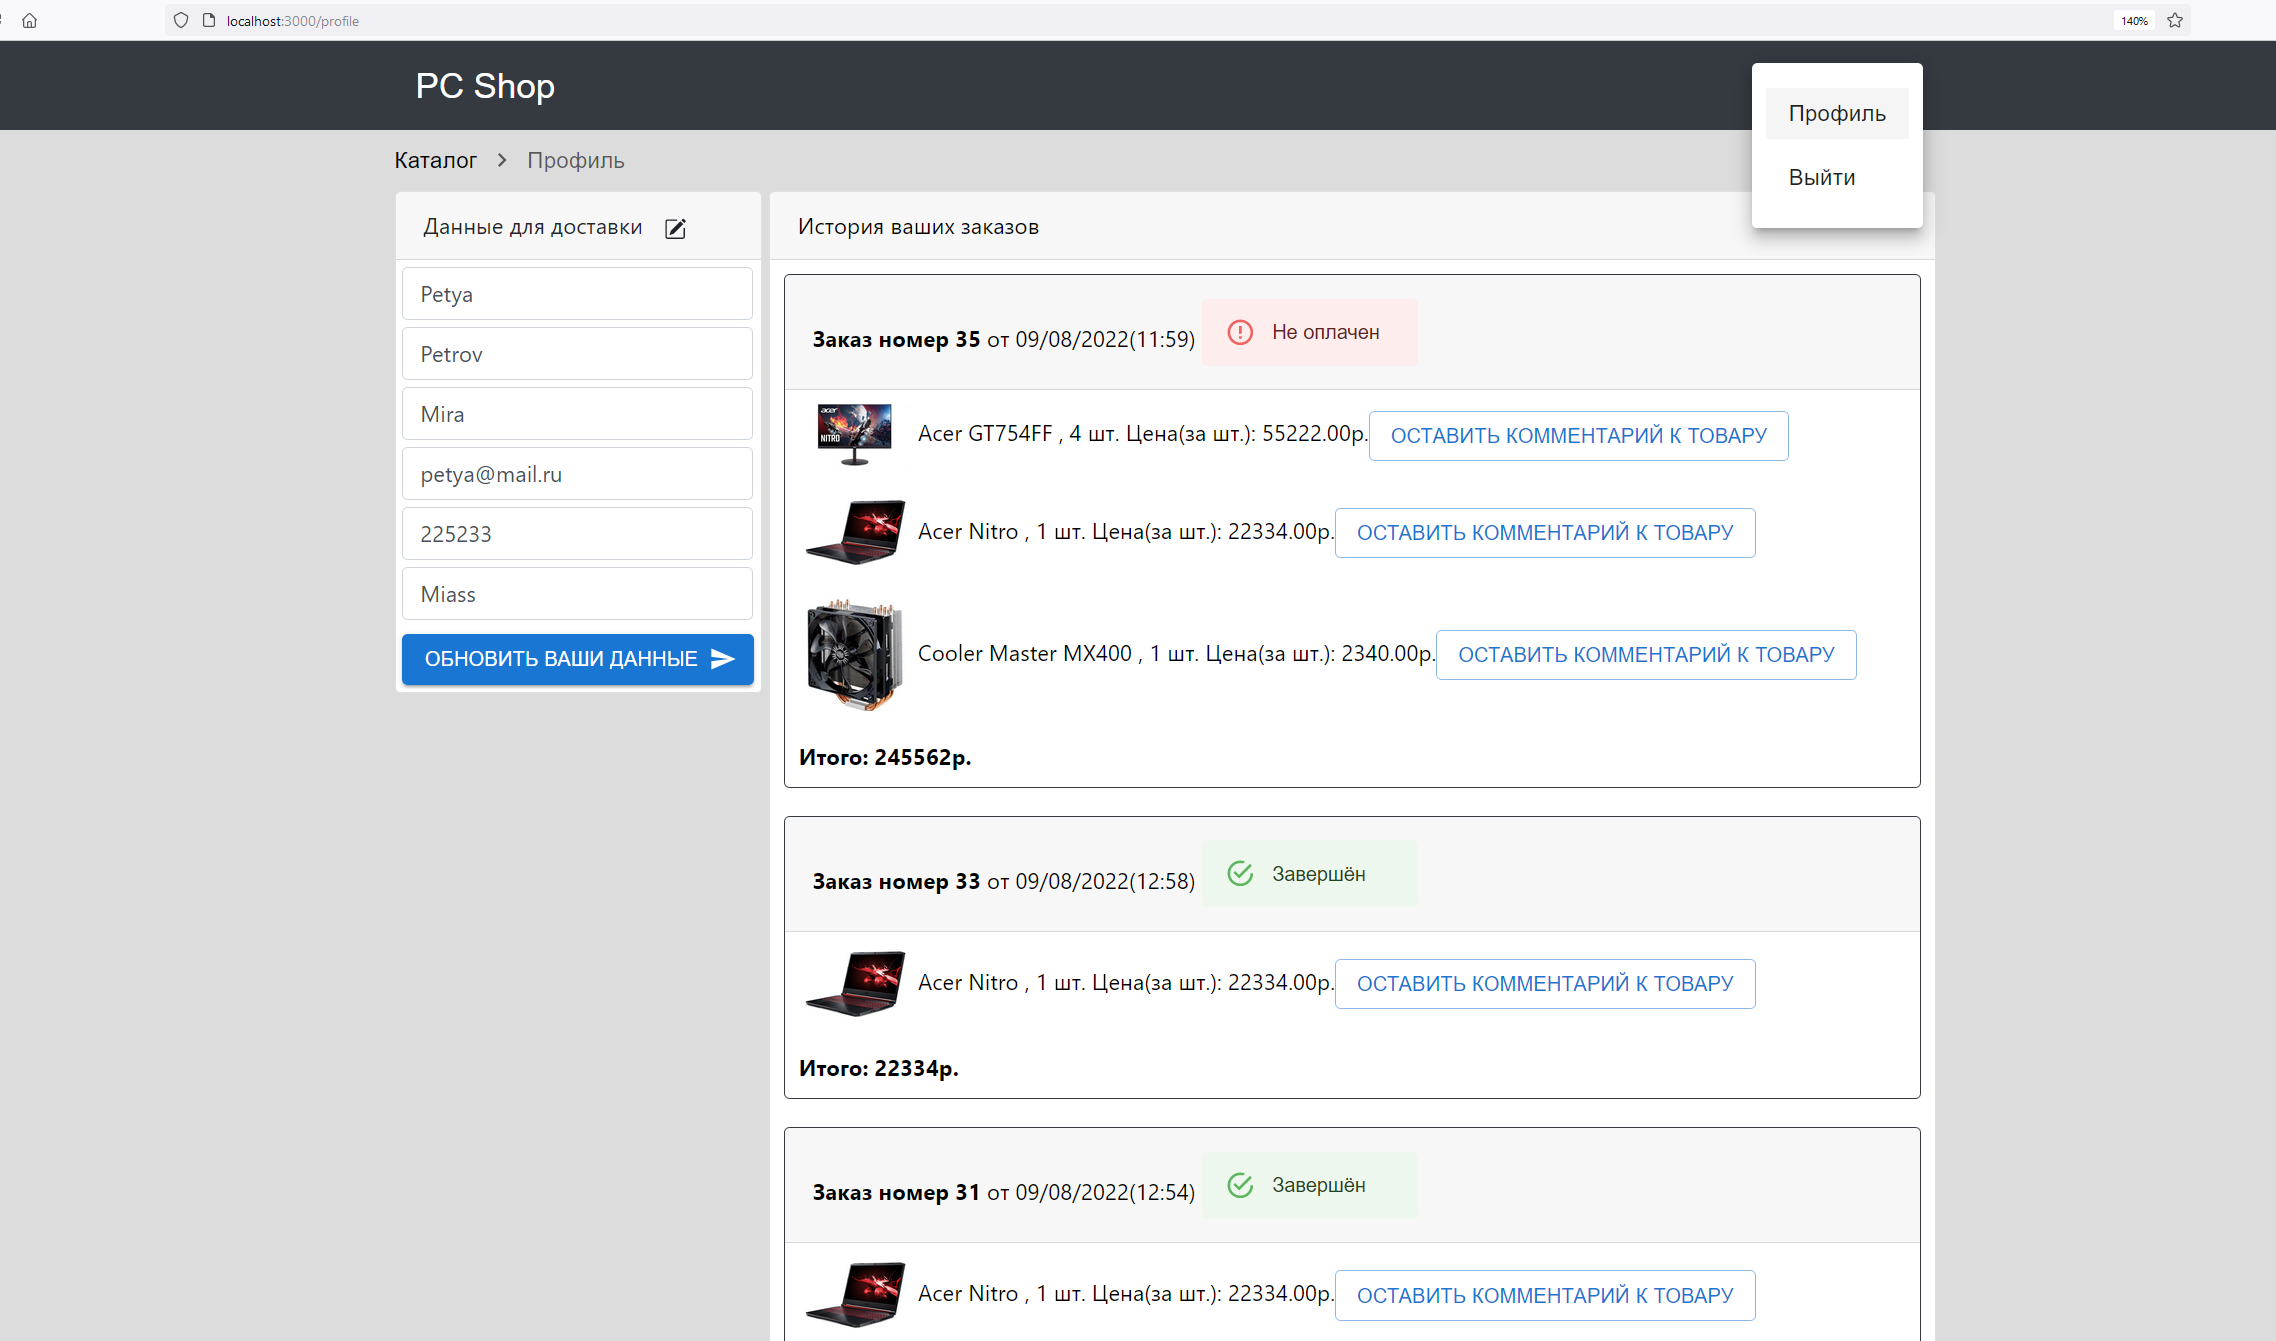 localhost:3000/profile
140%
PC Shop
Профиль
Выйти
Каталог > Профиль
Данные для доставки
Petya
Petrov
Mira
petya@mail.ru
225233
Miass
ОБНОВИТЬ ВАШИ ДАННЫЕ
История ваших заказов
Заказ номер 35 от 09/08/2022(11:59) Не оплачен
acer
NITRO
Acer GT754FF , 4 шт. Цена(за шт.): 55222.00р. ОСТАВИТЬ КОММЕНТАРИЙ К ТОВАРУ
Acer Nitro , 1 шт. Цена(за шт.): 22334.00р. ОСТАВИТЬ КОММЕНТАРИЙ К ТОВАРУ
Cooler Master MX400 , 1 шт. Цена(за шт.): 2340.00р. ОСТАВИТЬ КОММЕНТАРИЙ К ТОВАРУ
Итого: 245562р.
Заказ номер 33 от 09/08/2022(12:58) Завершён
Acer Nitro , 1 шт. Цена(за шт.): 22334.00р. ОСТАВИТЬ КОММЕНТАРИЙ К ТОВАРУ
Итого: 22334р.
Заказ номер 31 от 09/08/2022(12:54) Завершён
Acer Nitro , 1 шт. Цена(за шт.): 22334.00р. ОСТАВИТЬ КОММЕНТАРИЙ К ТОВАРУ